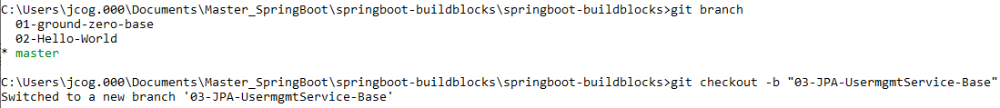 C:\Users\jcog.000\Documents\Master_SpringBoot\springboot-buildblocks\springboot-buildblocks>git branch
  01-ground-zero-base
  02-Hello-World
* master
C:\Users\jcog.000\Documents\Master_SpringBoot\springboot-buildblocks\springboot-buildblocks>git checkout -b "03-JPA-UsermgmtService-Base"
Switched to a new branch '03-JPA-UsermgmtService-Base'